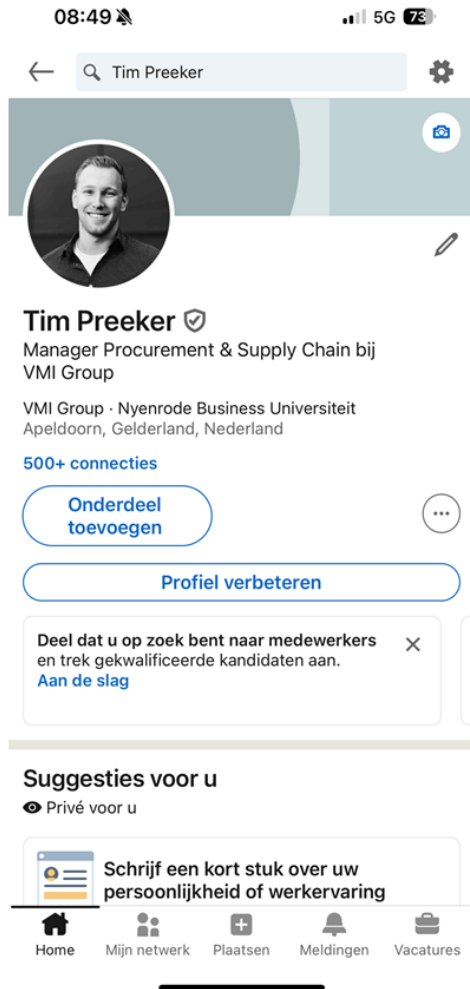 08:49
5G 73
Tim Preeker
Tim Preeker
Manager Procurement & Supply Chain bij
VMI Group
VMI Group · Nyenrode Business Universiteit
Apeldoorn, Gelderland, Nederland
500+ connecties
Onderdeel
toevoegen
Profiel verbeteren
Deel dat u op zoek bent naar medewerkers
en trek gekwalificeerde kandidaten aan.
Aan de slag
Suggesties voor u
Privé voor u
Schrijf een kort stuk over uw
persoonlijkheid of werkervaring
Home Mijn netwerk Plaatsen Meldingen Vacatures